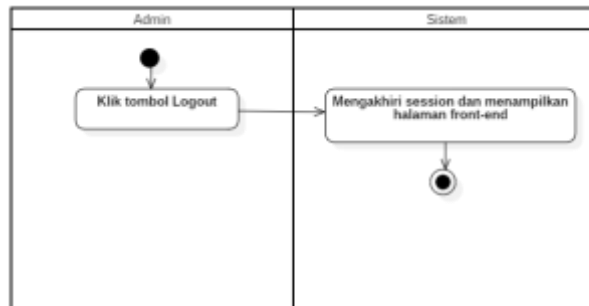 Admin
Sistem
Klik tombol Logout
Mengakhiri session dan menampilkan
halaman front-end